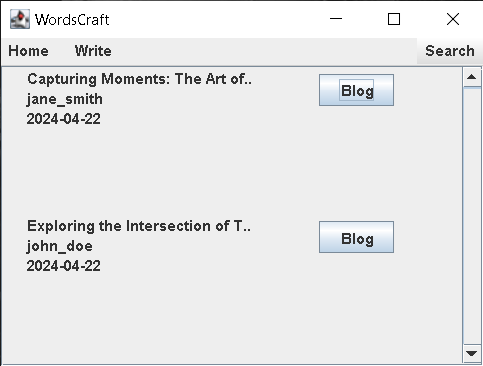 WordsCraft
Home Write Search
Capturing Moments: The Art of..
jane_smith
2024-04-22
Blog
Exploring the Intersection of T..
john_doe
2024-04-22
Blog